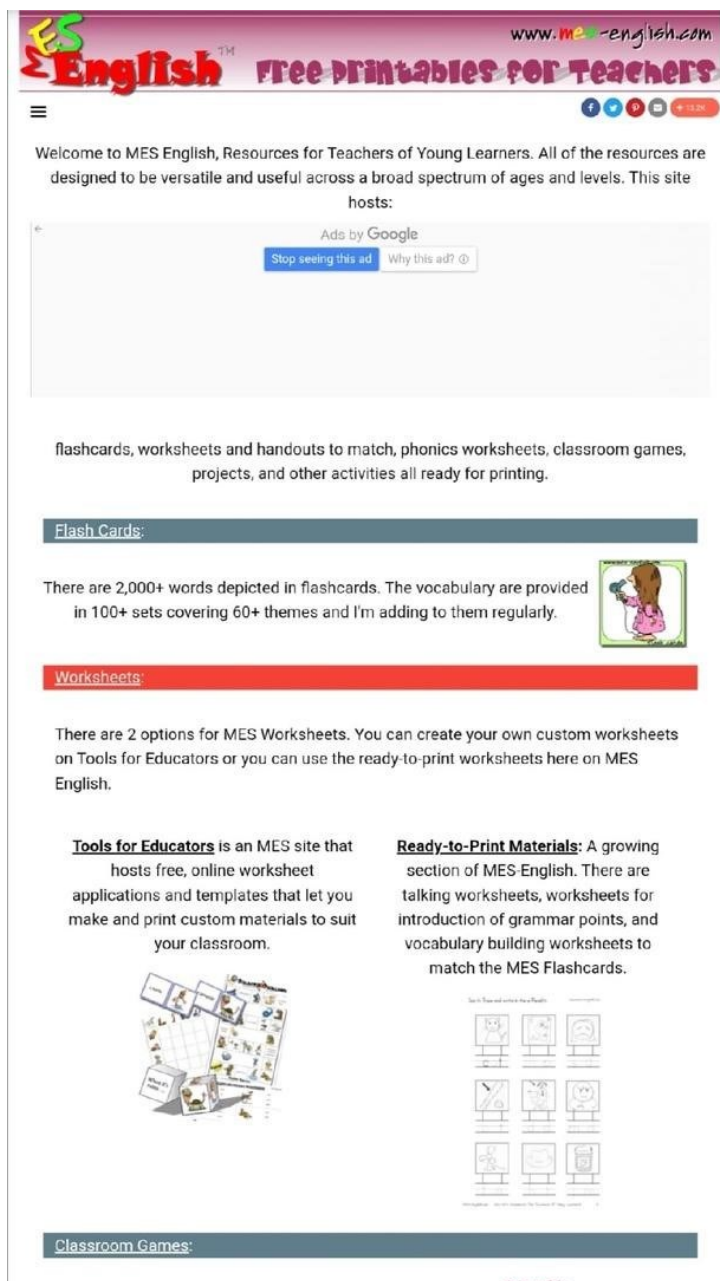 www.mes-english.com
ES
English™
Free Printables for Teachers
+ 13.2K
Welcome to MES English, Resources for Teachers of Young Learners. All of the resources are
designed to be versatile and useful across a broad spectrum of ages and levels. This site
hosts:
Ads by Google
Stop seeing this ad
Why this ad?
flashcards, worksheets and handouts to match, phonics worksheets, classroom games,
projects, and other activities all ready for printing.
Flash Cards:
There are 2,000+ words depicted in flashcards. The vocabulary are provided
in 100+ sets covering 60+ themes and I'm adding to them regularly.
Worksheets:
There are 2 options for MES Worksheets. You can create your own custom worksheets
on Tools for Educators or you can use the ready-to-print worksheets here on MES
English.
Tools for Educators is an MES site that
hosts free, online worksheet
applications and templates that let you
make and print custom materials to suit
your classroom.
Ready-to-Print Materials: A growing
section of MES-English. There are
talking worksheets, worksheets for
introduction of grammar points, and
vocabulary building worksheets to
match the MES Flashcards.
Classroom Games: